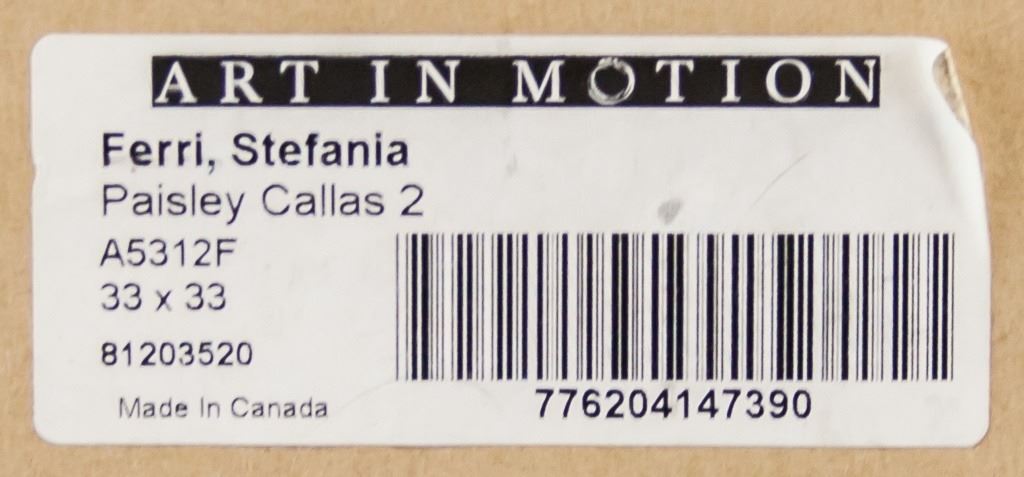 ART IN MOTION
Ferri, Stefania
Paisley Callas 2
A5312F
33 x 33
81203520
Made In Canada
776204147390